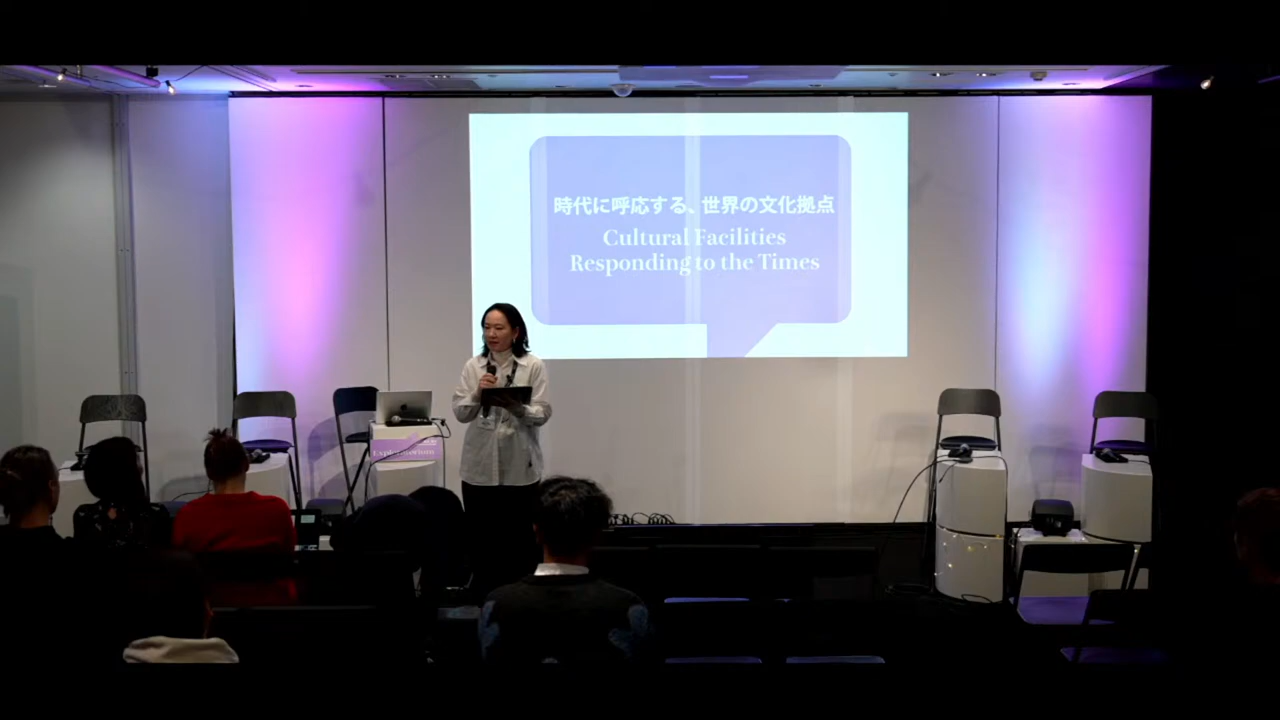 時代に呼応する、世界の文化拠点
Cultural Facilities
Responding to the Times